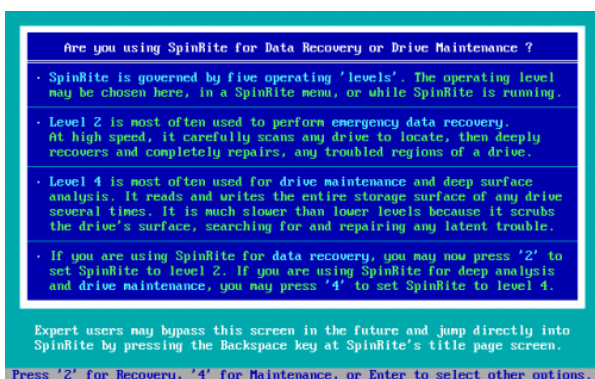 Are you using SpinRite for Data Recovery or Drive Maintenance ?
· SpinRite is governed by five operating 'levels'. The operating level
may be chosen here, in a SpinRite menu, or while SpinRite is running.
· Level 2 is most often used to perform emergency data recovery.
At high speed, it carefully scans any drive to locate, then deeply
recovers and completely repairs, any troubled regions of a drive.
· Level 4 is most often used for drive maintenance and deep surface
analysis. It reads and writes the entire storage surface of any drive
several times. It is much slower than lower levels because it scrubs
the drive's surface, searching for and repairing any latent trouble.
· If you are using SpinRite for data recovery, you may now press '2' to
set SpinRite to level 2. If you are using SpinRite for deep analysis
and drive maintenance, you may press '4' to set SpinRite to level 4.
Expert users may bypass this screen in the future and jump directly into
SpinRite by pressing the Backspace key at SpinRite's title page screen.
Press '2' for Recovery, '4' for Maintenance, or Enter to select other options.